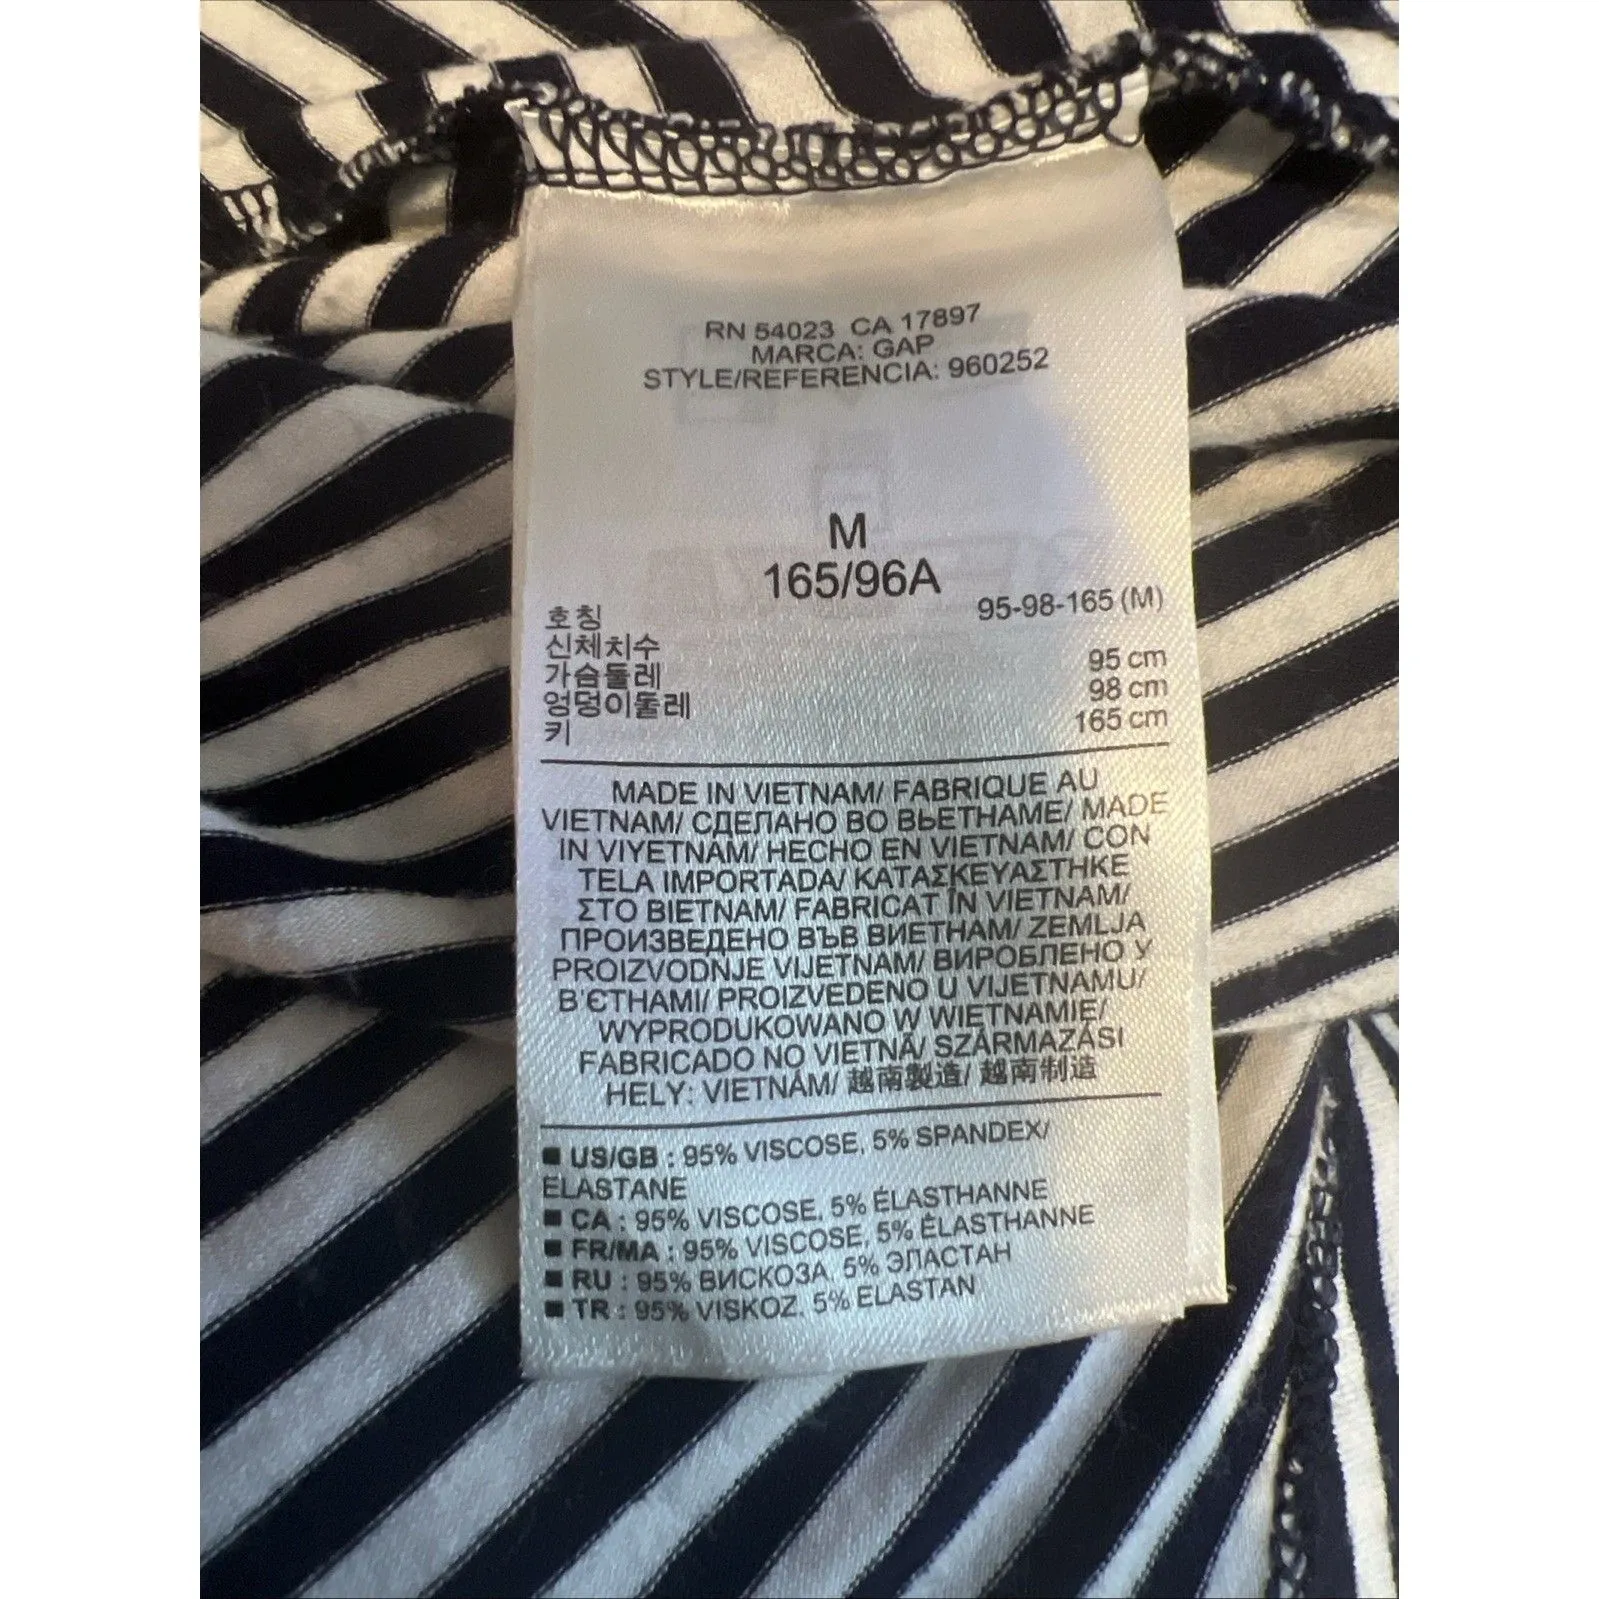 RN 54023 CA 17897
MARCA: GAP
STYLE/REFERENCIA: 960252
M
165/96A
호칭 95-98-165 (M)
신체치수
가슴둘레 95 cm
엉덩이둘레 98 cm
키 165 cm
MADE IN VIETNAM/ FABRIQUE AU
VIETNAM/ СДЕЛАНО ВО ВЬЕТНАМЕ/ MADE
IN VIYETNAM/ HECHO EN VIETNAM/ CON
TELA IMPORTADA/ ΚΑΤΑΣΚΕΥΑΣΤΗΚΕ
ΣΤΟ ΒΙΕΤΝΑΜ/ FABRICAT ÎN VIETNAM/
ПРОИЗВЕДЕНО ВЪВ ВИЕТНАМ/ ZEMLJA
PROIZVODNJE VIJETNAM/ ВИРОБЛЕНО У
В'ЄТНАМІ/ PROIZVEDENO U VIJETNAMU/
WYPRODUKOWANO W WIETNAMIE/
FABRICADO NO VIETNÃ/ SZÁRMAZÁSI
HELY: VIETNÁM/ 越南製造/ 越南制造
■ US/GB : 95% VISCOSE, 5% SPANDEX/
ELASTANE
■ CA : 95% VISCOSE, 5% ÉLASTHANNE
■ FR/MA : 95% VISCOSE, 5% ÉLASTHANNE
■ RU : 95% ВИСКОЗА, 5% ЭЛАСТАН
■ TR : 95% VISKOZ, 5% ELASTAN